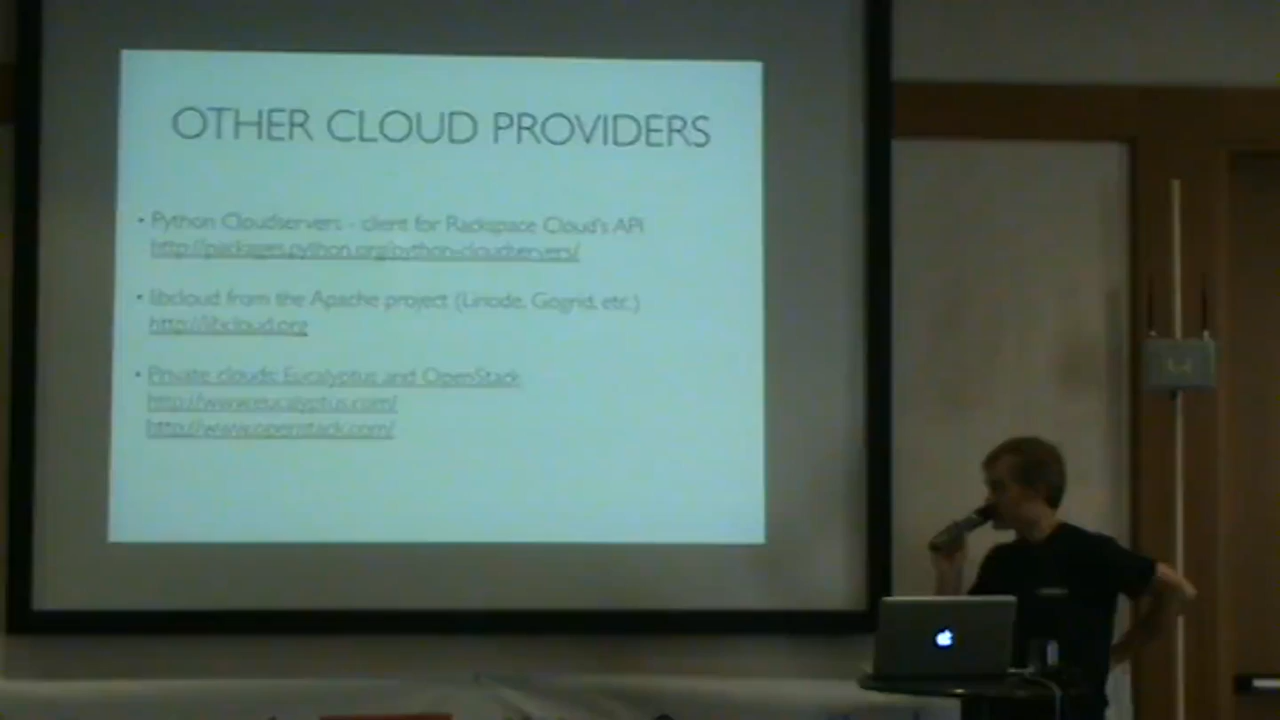 OTHER CLOUD PROVIDERS
• Python Cloudservers - client for Rackspace Cloud's API
http://packages.python.org/python-cloudservers/
• libcloud from the Apache project (Linode, Gogrid, etc.)
http://libcloud.org
• Private clouds: Eucalyptus and OpenStack
http://www.eucalyptus.com/
http://www.openstack.com/